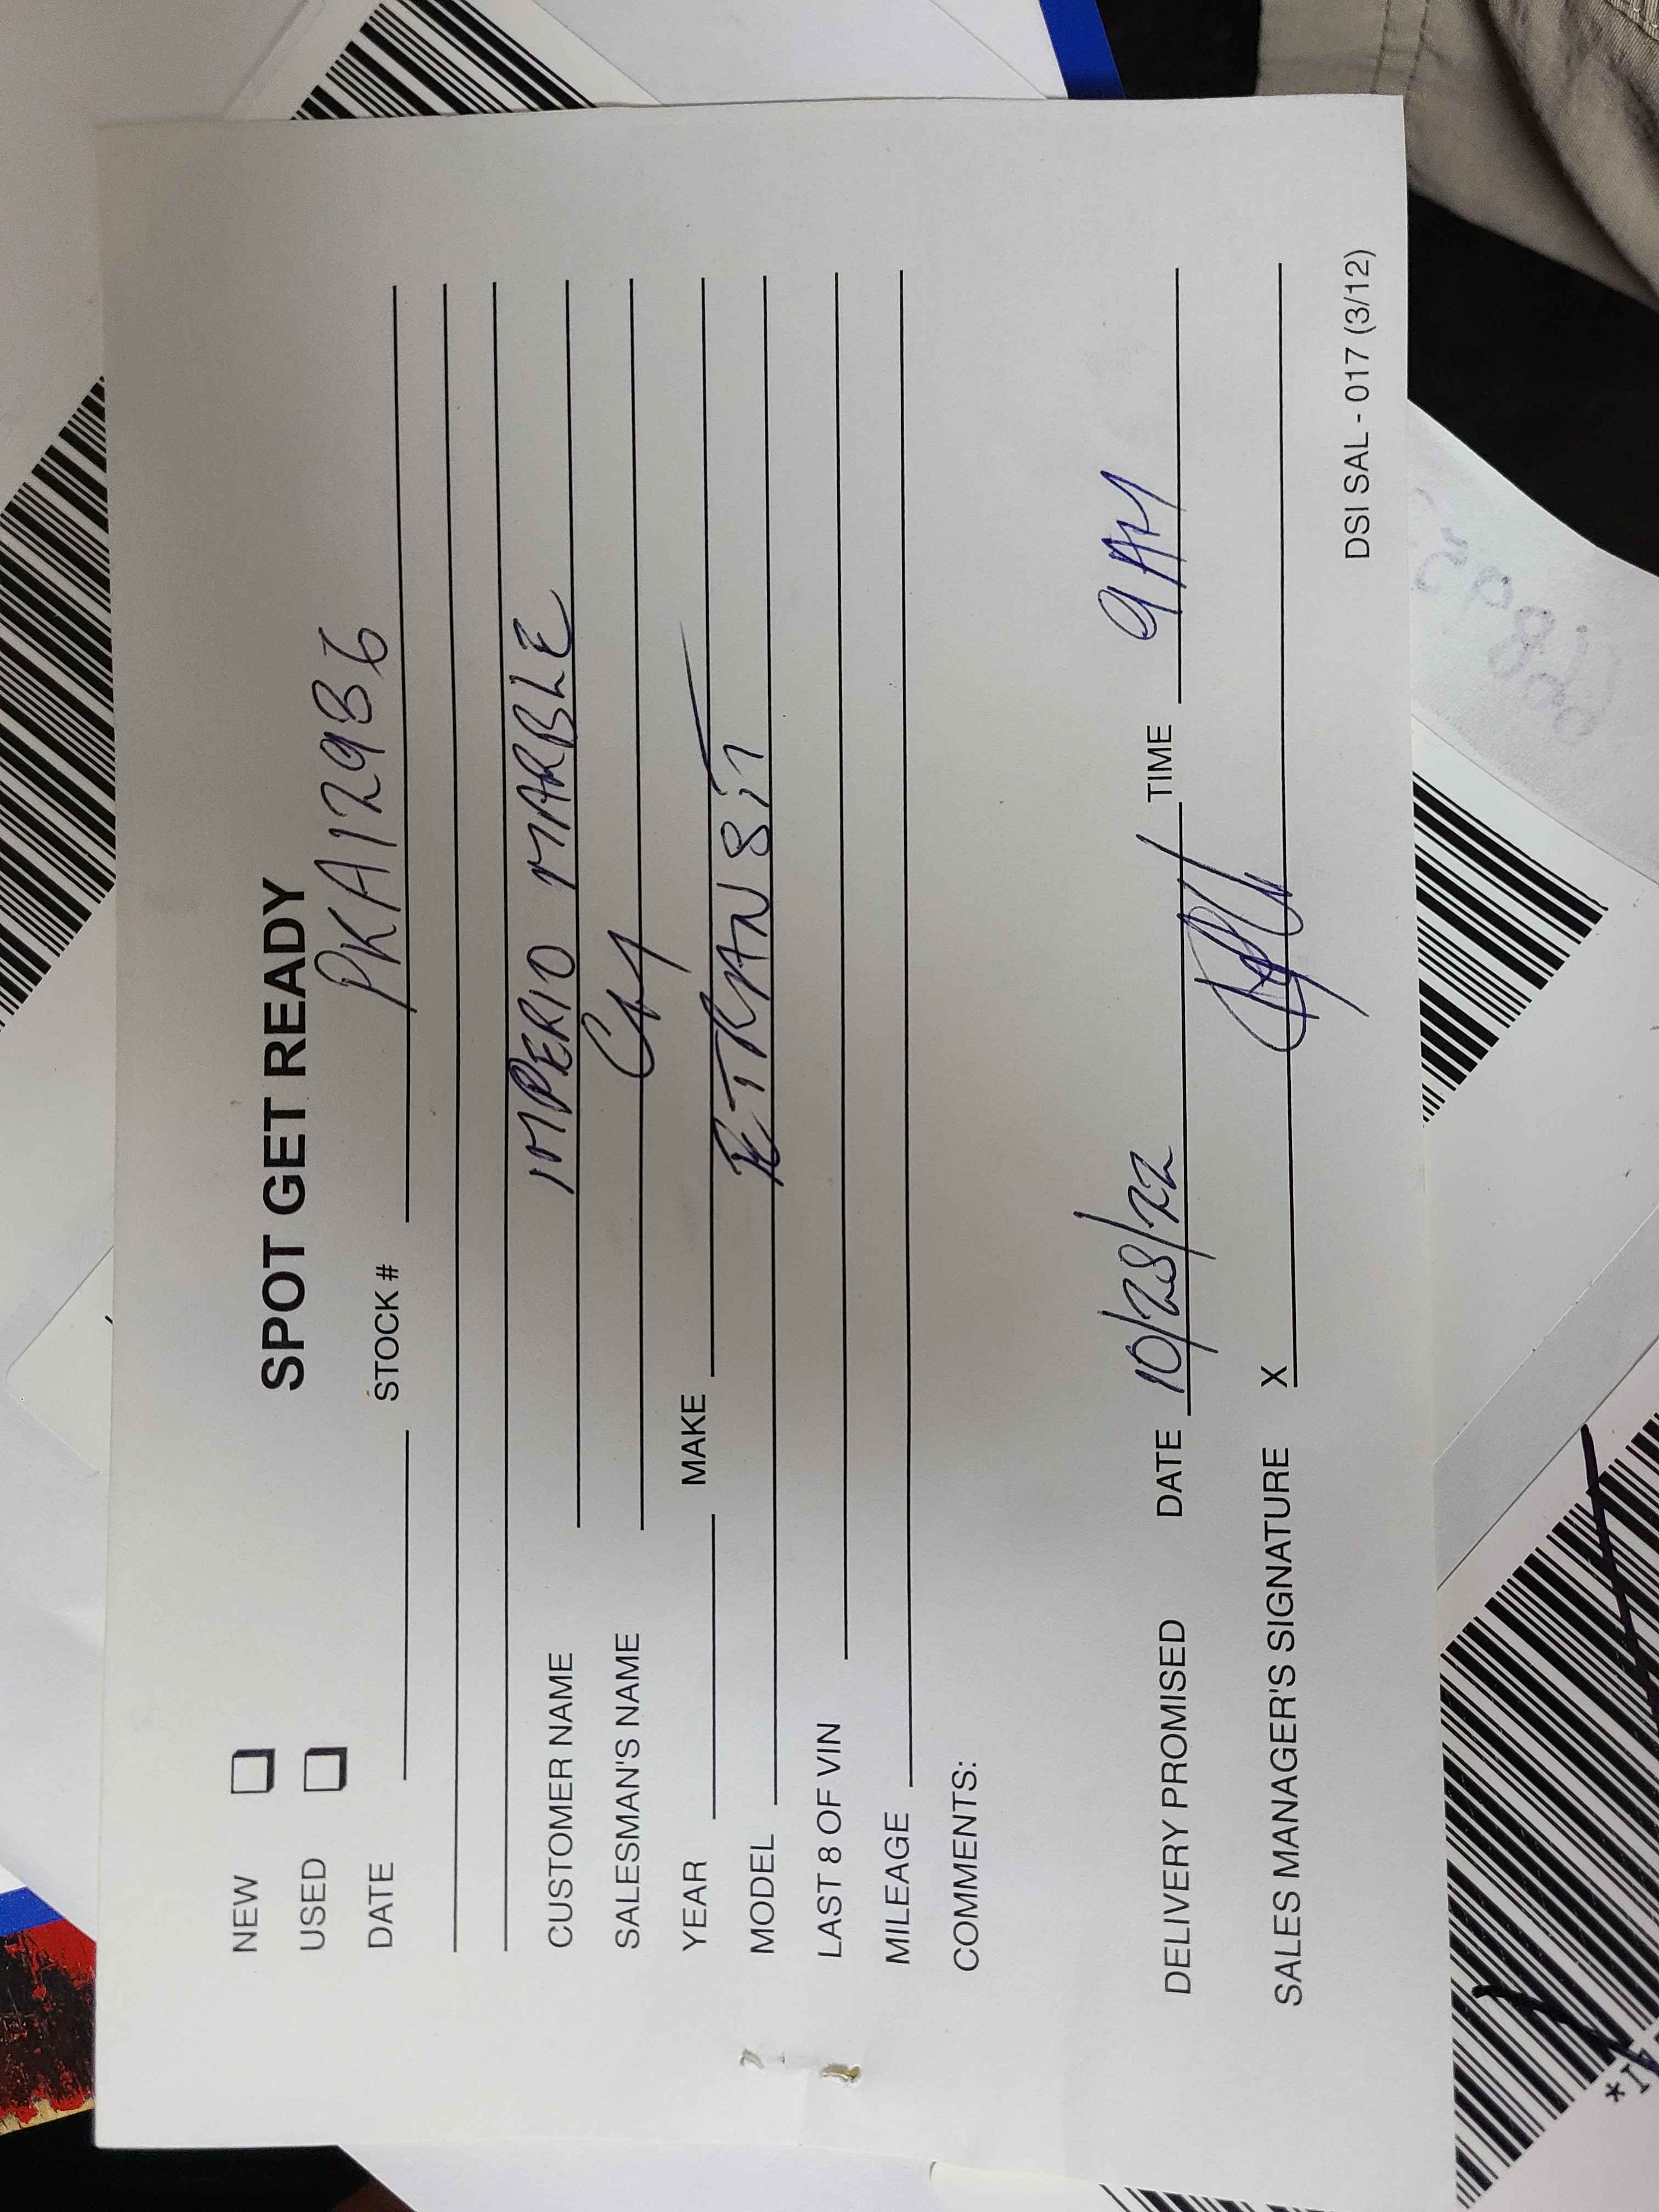 SPOT GET READY
NEW
USED
DATE STOCK # PKA12986
CUSTOMER NAME IMPERIO MARBLE
SALESMAN'S NAME
YEAR MAKE
MODEL E TRANSIT
LAST 8 OF VIN
MILEAGE
COMMENTS:
DELIVERY PROMISED DATE 10/28/22 TIME 9AM
SALES MANAGER'S SIGNATURE X
DSI SAL - 017 (3/12)